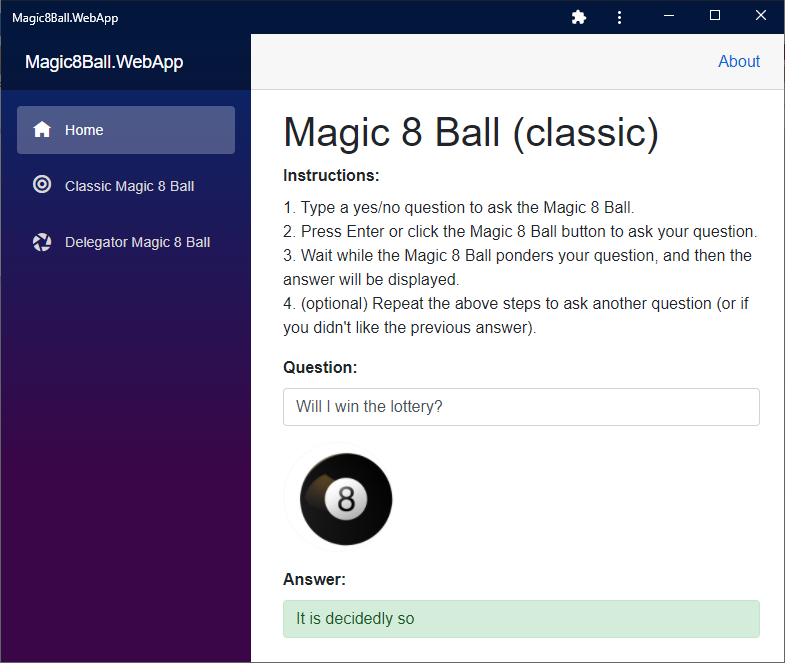 Magic8Ball.WebApp
Magic8Ball.WebApp
About
Home
Classic Magic 8 Ball
Delegator Magic 8 Ball
Magic 8 Ball (classic)
Instructions:
1. Type a yes/no question to ask the Magic 8 Ball.
2. Press Enter or click the Magic 8 Ball button to ask your question.
3. Wait while the Magic 8 Ball ponders your question, and then the
answer will be displayed.
4. (optional) Repeat the above steps to ask another question (or if
you didn't like the previous answer).
Question:
Will I win the lottery?
8
Answer:
It is decidedly so